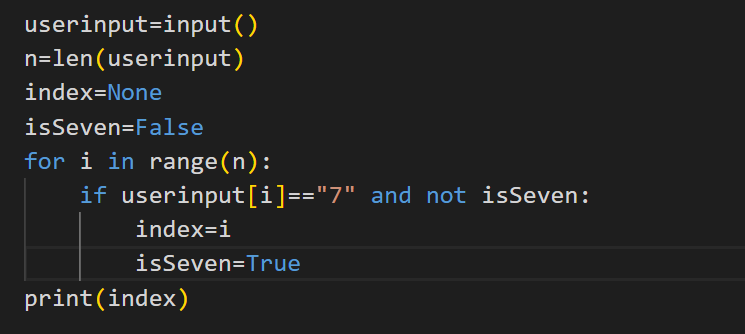 userinput=input()
n=len(userinput)
index=None
isSeven=False
for i in range(n):
    if userinput[i]=="7" and not isSeven:
        index=i
        isSeven=True
print(index)